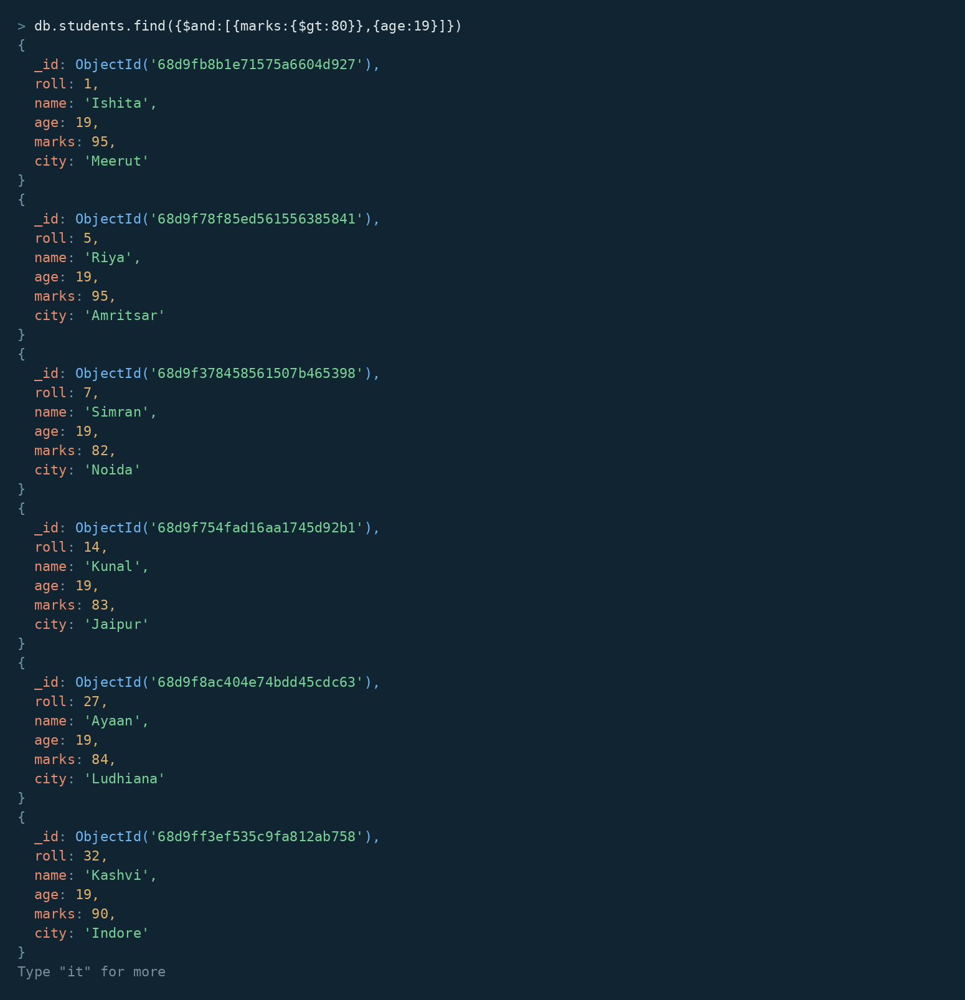 > db.students.find({$and:[{marks:{$gt:80}},{age:19}]})
{
  _id: ObjectId('68d9fb8b1e71575a6604d927'),
  roll: 1,
  name: 'Ishita',
  age: 19,
  marks: 95,
  city: 'Meerut'
}
{
  _id: ObjectId('68d9f78f85ed561556385841'),
  roll: 5,
  name: 'Riya',
  age: 19,
  marks: 95,
  city: 'Amritsar'
}
{
  _id: ObjectId('68d9f378458561507b465398'),
  roll: 7,
  name: 'Simran',
  age: 19,
  marks: 82,
  city: 'Noida'
}
{
  _id: ObjectId('68d9f754fad16aa1745d92b1'),
  roll: 14,
  name: 'Kunal',
  age: 19,
  marks: 83,
  city: 'Jaipur'
}
{
  _id: ObjectId('68d9f8ac404e74bdd45cdc63'),
  roll: 27,
  name: 'Ayaan',
  age: 19,
  marks: 84,
  city: 'Ludhiana'
}
{
  _id: ObjectId('68d9ff3ef535c9fa812ab758'),
  roll: 32,
  name: 'Kashvi',
  age: 19,
  marks: 90,
  city: 'Indore'
}
Type "it" for more